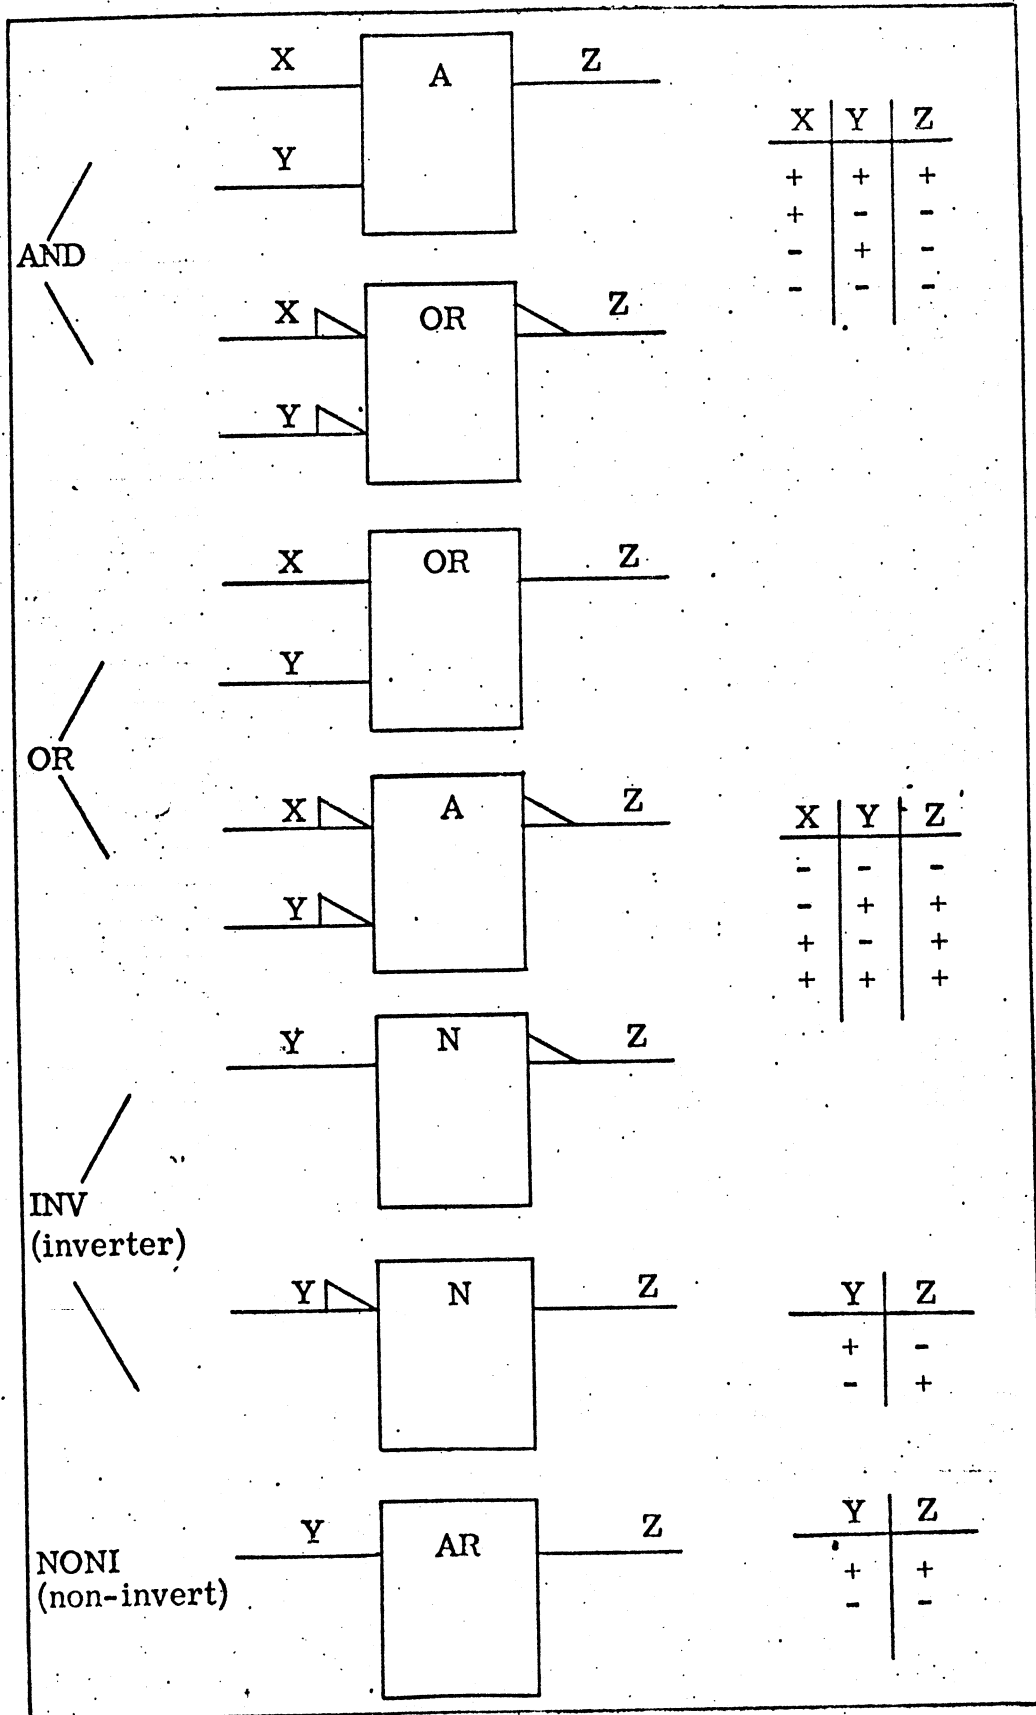 X A Z
Y
X Y Z
+ + +
+ - -
- + -
- - -
AND
X OR Z
Y
X OR Z
Y
OR
X A Z
Y
X Y Z
- - -
- + +
+ - +
+ + +
Y N Z
INV
(inverter)
Y N Z
Y Z
+ -
- +
Y AR Z
NONI
(non-invert)
Y Z
+ +
- -